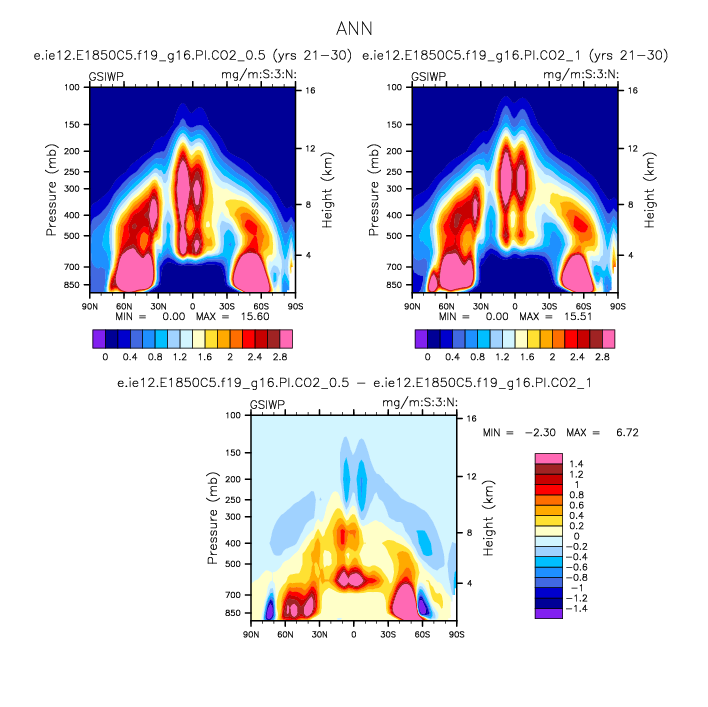 ANN
e.ie12.E1850C5.f19_g16.PI.CO2_0.5 (yrs 21-30) e.ie12.E1850C5.f19_g16.PI.CO2_1 (yrs 21-30)
GSIWP mg/m:S:3:N:
100
150
200
250
300
400
500
700
850
Pressure (mb)
16
12
8
4
Height (km)
90N 60N 30N 0 30S 60S 90S
MIN = 0.00 MAX = 15.60
0 0.4 0.8 1.2 1.6 2 2.4 2.8
GSIWP mg/m:S:3:N:
100
150
200
250
300
400
500
700
850
Pressure (mb)
16
12
8
4
Height (km)
90N 60N 30N 0 30S 60S 90S
MIN = 0.00 MAX = 15.51
0 0.4 0.8 1.2 1.6 2 2.4 2.8
e.ie12.E1850C5.f19_g16.PI.CO2_0.5 - e.ie12.E1850C5.f19_g16.PI.CO2_1
GSIWP mg/m:S:3:N:
100
150
200
250
300
400
500
700
850
Pressure (mb)
16
12
8
4
Height (km)
90N 60N 30N 0 30S 60S 90S
MIN = -2.30 MAX = 6.72
1.4
1.2
1
0.8
0.6
0.4
0.2
0
-0.2
-0.4
-0.6
-0.8
-1
-1.2
-1.4